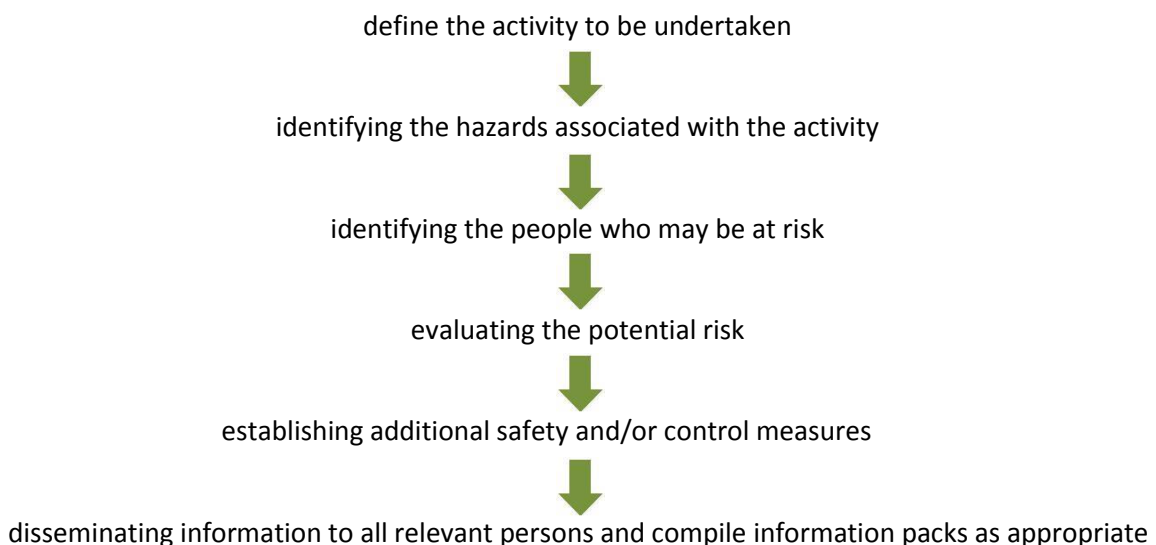 define the activity to be undertaken
identifying the hazards associated with the activity
identifying the people who may be at risk
evaluating the potential risk
establishing additional safety and/or control measures
disseminating information to all relevant persons and compile information packs as appropriate